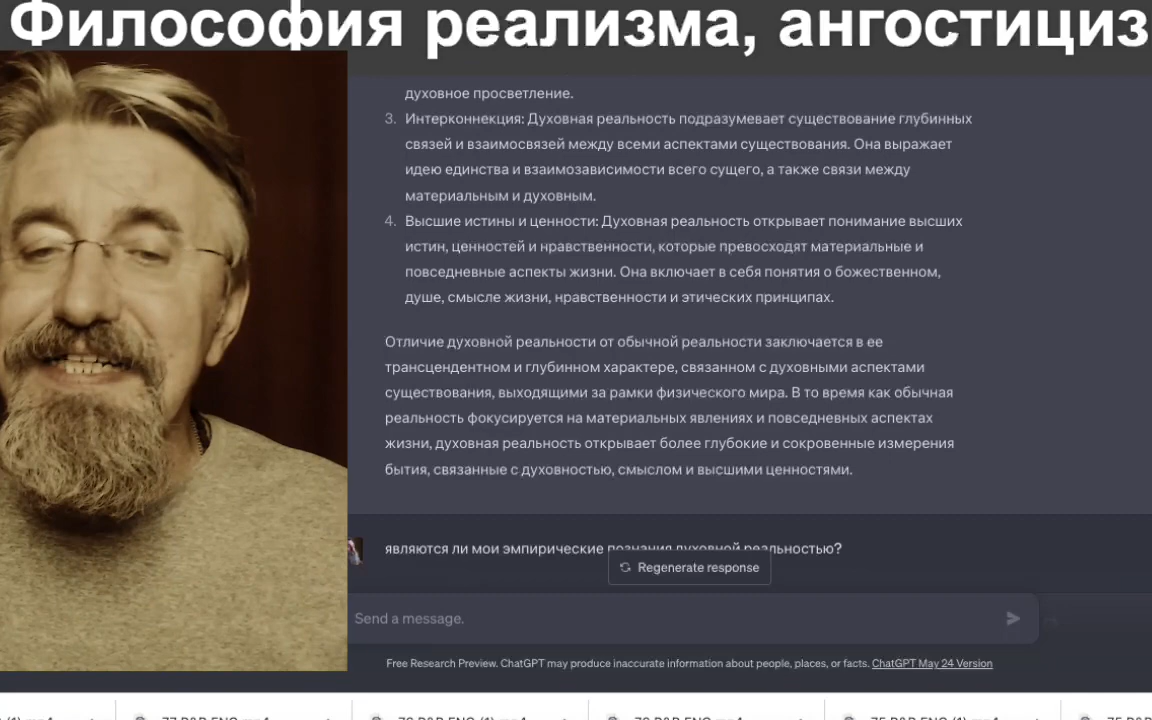 Философия реализма, ангостициз
духовное просветление.
3. Интерконнекция: Духовная реальность подразумевает существование глубинных
связей и взаимосвязей между всеми аспектами существования. Она выражает
идею единства и взаимозависимости всего сущего, а также связи между
материальным и духовным.
4. Высшие истины и ценности: Духовная реальность открывает понимание высших
истин, ценностей и нравственности, которые превосходят материальные и
повседневные аспекты жизни. Она включает в себя понятия о божественном,
душе, смысле жизни, нравственности и этических принципах.
Отличие духовной реальности от обычной реальности заключается в ее
трансцендентном и глубинном характере, связанном с духовными аспектами
существования, выходящими за рамки физического мира. В то время как обычная
реальность фокусируется на материальных явлениях и повседневных аспектах
жизни, духовная реальность открывает более глубокие и сокровенные измерения
бытия, связанные с духовностью, смыслом и высшими ценностями.
являются ли мои эмпирические познания духовной реальностью?
Regenerate response
Send a message.
Free Research Preview. ChatGPT may produce inaccurate information about people, places, or facts. ChatGPT May 24 Version